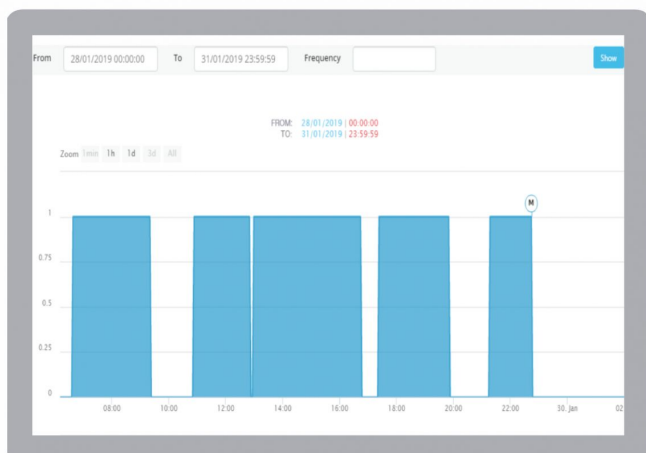 From 28/01/2019 00:00:00 To 31/01/2019 23:59:59 Frequency Show
FROM: 28/01/2019 | 00:00:00
TO: 31/01/2019 | 23:59:59
Zoom 1min 1h 1d 3d All
M
1
0.75
0.5
0.25
0
08:00 10:00 12:00 14:00 16:00 18:00 20:00 22:00 30. Jan 02